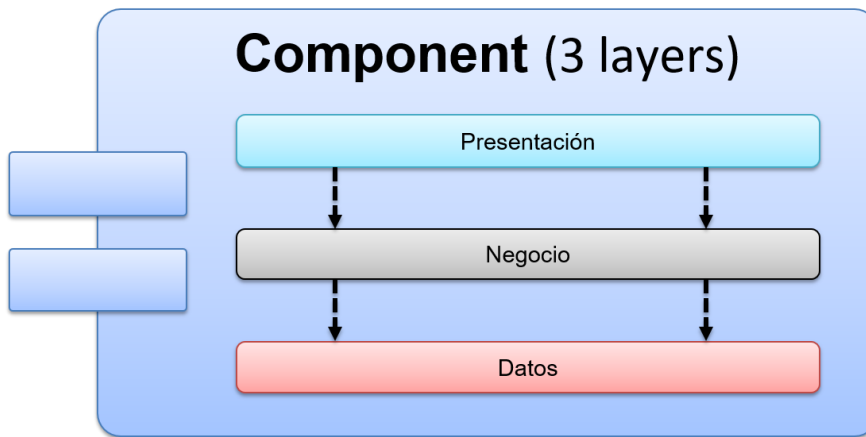 Component (3 layers)
Presentación
Negocio
Datos